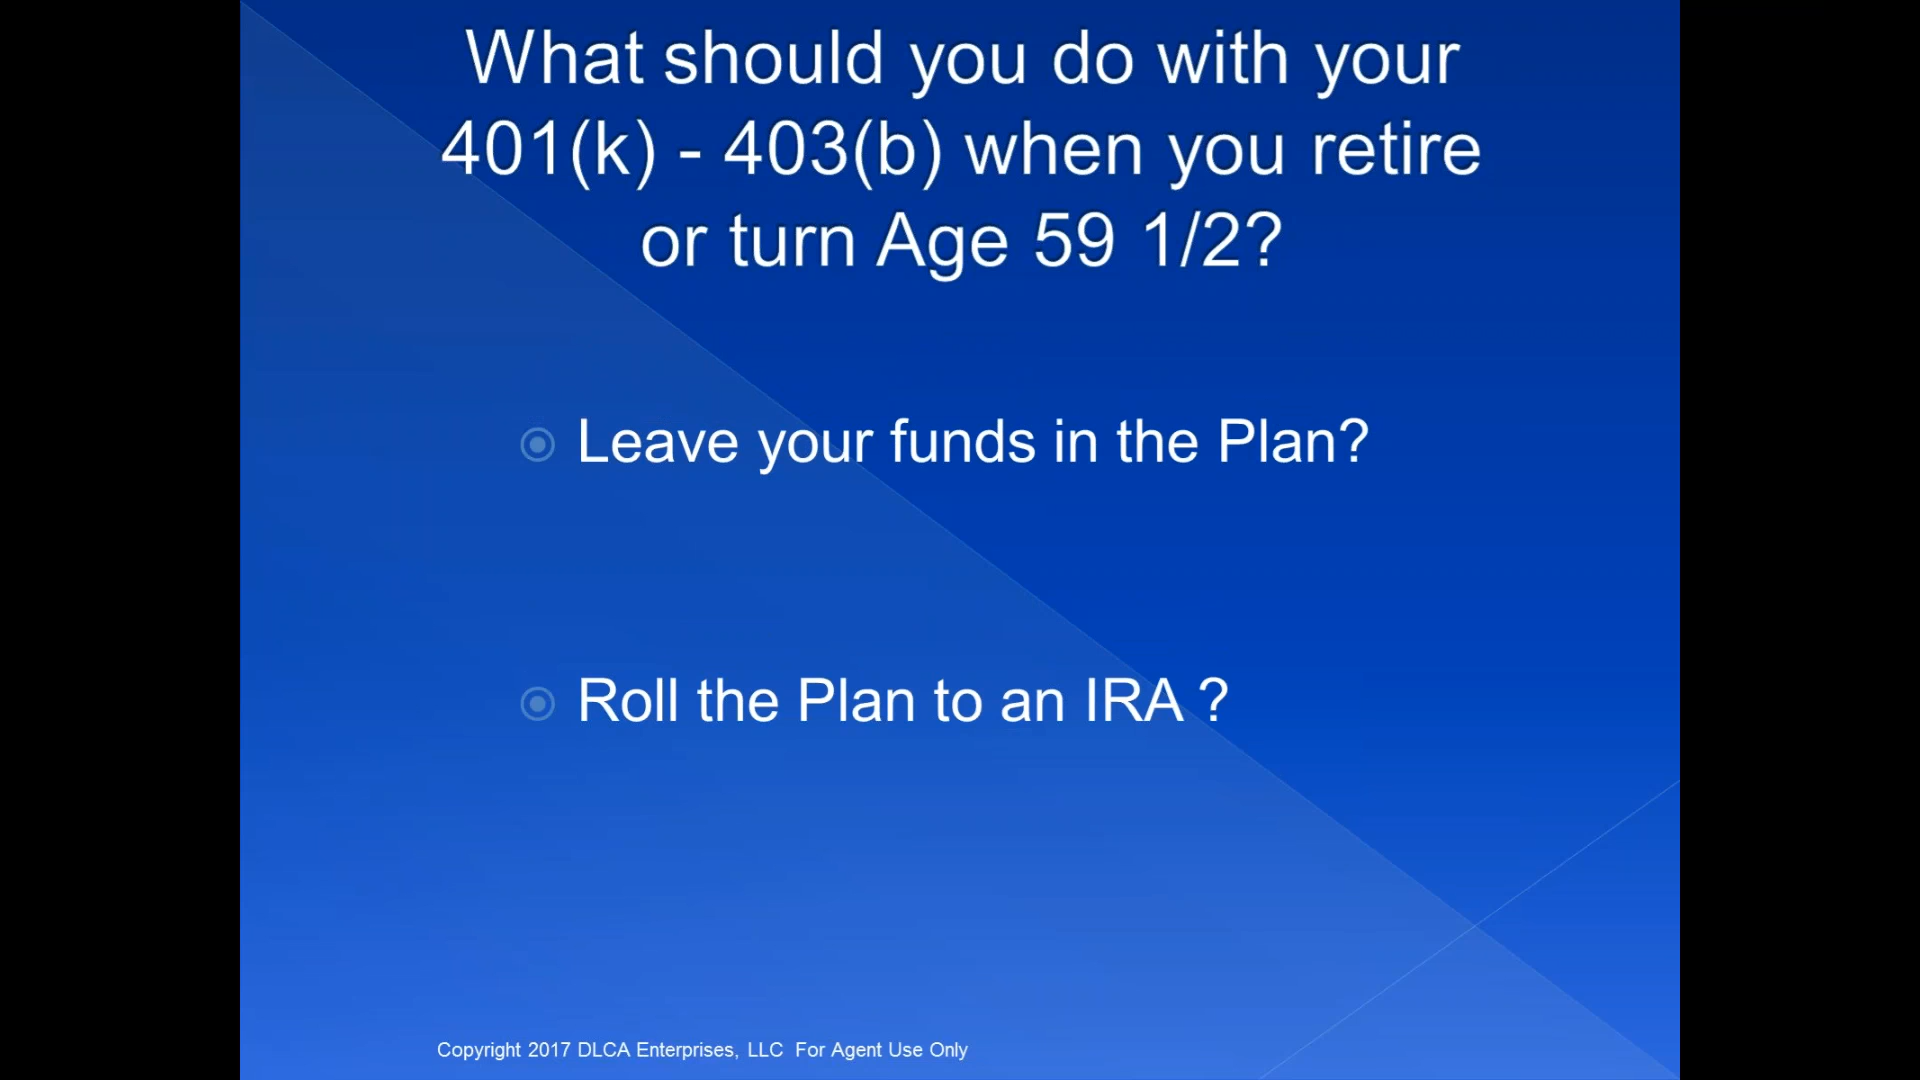 What should you do with your
401(k) - 403(b) when you retire
or turn Age 59 1/2?
Leave your funds in the Plan?
Roll the Plan to an IRA ?
Copyright 2017 DLCA Enterprises, LLC  For Agent Use Only